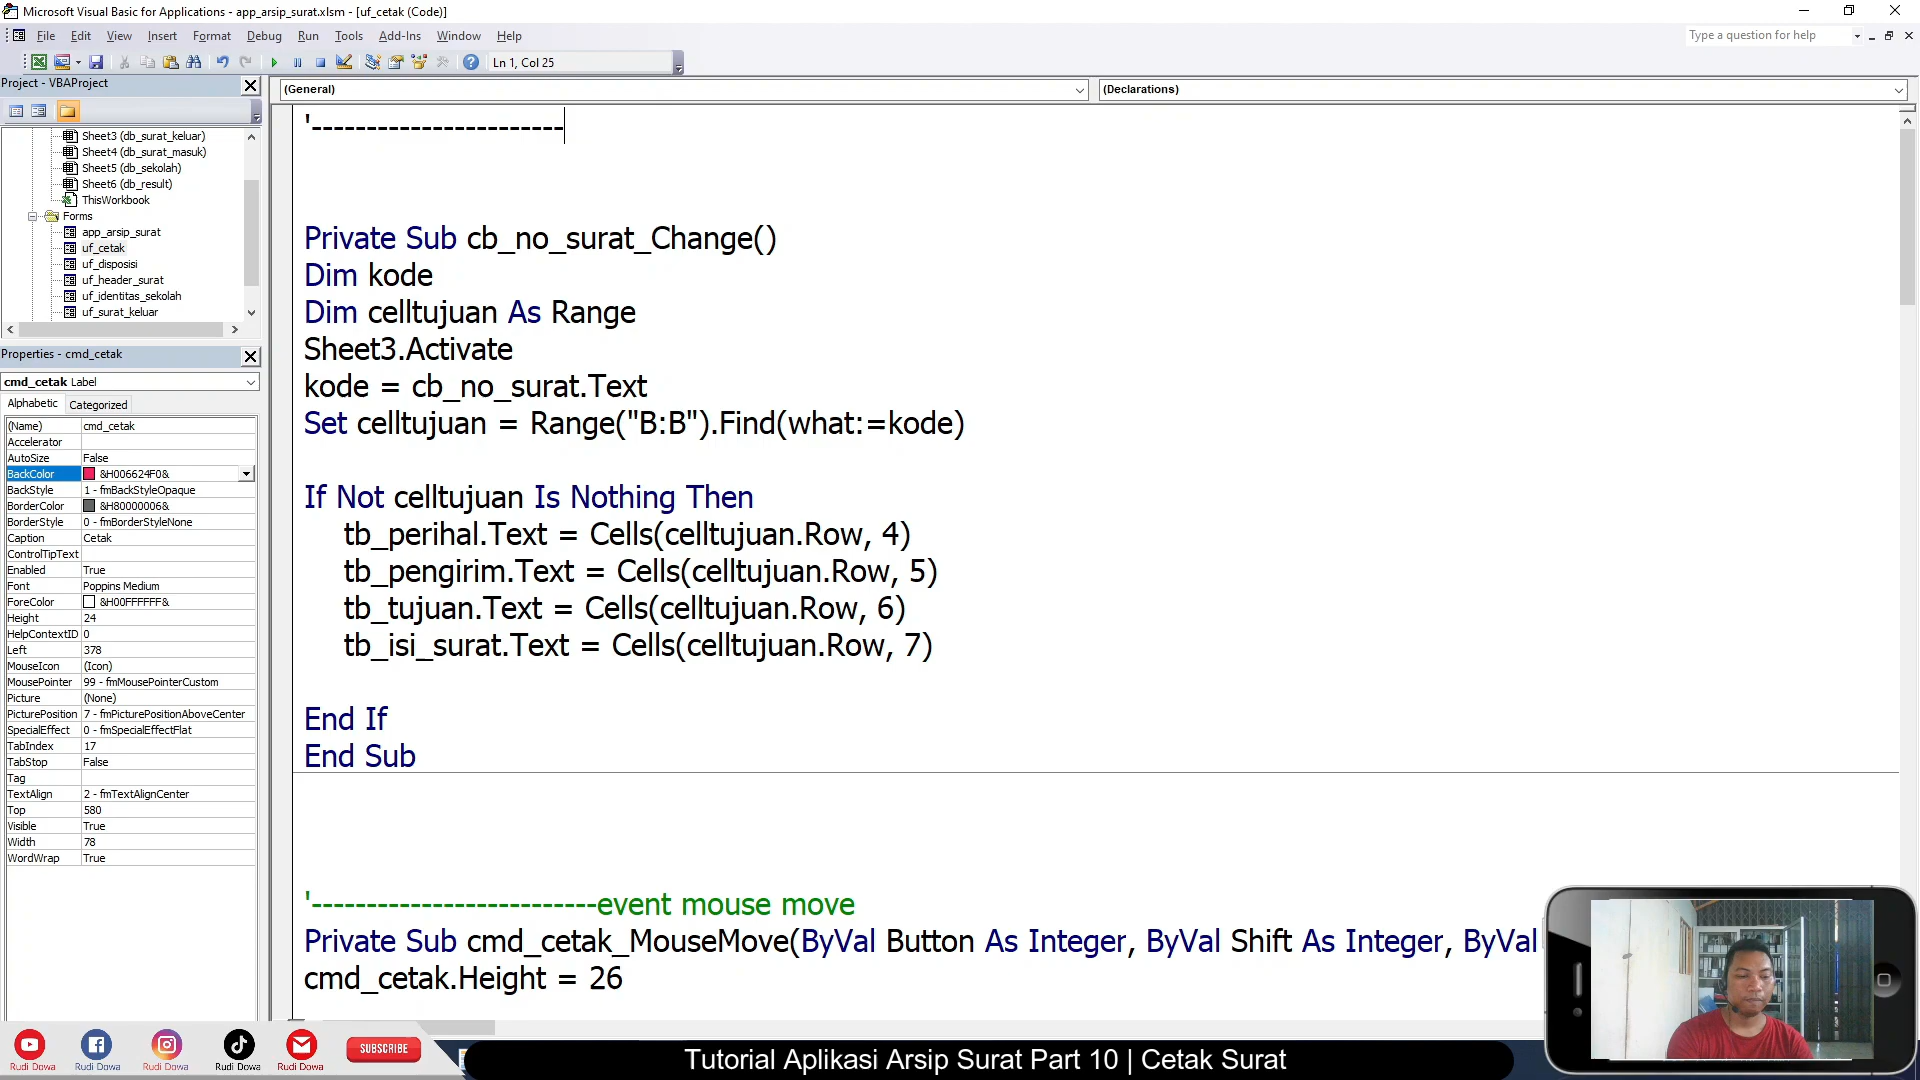 Microsoft Visual Basic for Applications - app_arsip_surat.xlsm - [uf_cetak (Code)]
File Edit View Insert Format Debug Run Tools Add-Ins Window Help
Type a question for help
Ln 1, Col 25
Project - VBAProject
(General)
(Declarations)
Sheet3 (db_surat_keluar)
Sheet4 (db_surat_masuk)
Sheet5 (db_sekolah)
Sheet6 (db_result)
ThisWorkbook
Forms
app_arsip_surat
uf_cetak
uf_disposisi
uf_header_surat
uf_identitas_sekolah
uf_surat_keluar
Properties - cmd_cetak
cmd_cetak Label
Alphabetic Categorized
(Name) cmd_cetak
Accelerator
AutoSize False
BackColor &H006624F0&
BackStyle 1 - fmBackStyleOpaque
BorderColor &H80000006&
BorderStyle 0 - fmBorderStyleNone
Caption Cetak
ControlTipText
Enabled True
Font Poppins Medium
ForeColor &H00FFFFFF&
Height 24
HelpContextID 0
Left 378
MouseIcon (Icon)
MousePointer 99 - fmMousePointerCustom
Picture (None)
PicturePosition 7 - fmPicturePositionAboveCenter
SpecialEffect 0 - fmSpecialEffectFlat
TabIndex 17
TabStop False
Tag
TextAlign 2 - fmTextAlignCenter
Top 580
Visible True
Width 78
WordWrap True
'-----------------------
Private Sub cb_no_surat_Change()
Dim kode
Dim celltujuan As Range
Sheet3.Activate
kode = cb_no_surat.Text
Set celltujuan = Range("B:B").Find(what:=kode)
If Not celltujuan Is Nothing Then
tb_perihal.Text = Cells(celltujuan.Row, 4)
tb_pengirim.Text = Cells(celltujuan.Row, 5)
tb_tujuan.Text = Cells(celltujuan.Row, 6)
tb_isi_surat.Text = Cells(celltujuan.Row, 7)
End If
End Sub
'--------------------------event mouse move
Private Sub cmd_cetak_MouseMove(ByVal Button As Integer, ByVal Shift As Integer, ByVal
cmd_cetak.Height = 26
Rudi Dowa
Rudi Dowa
Rudi Dowa
Rudi Dowa
Rudi Dowa
SUBSCRIBE
Tutorial Aplikasi Arsip Surat Part 10 | Cetak Surat